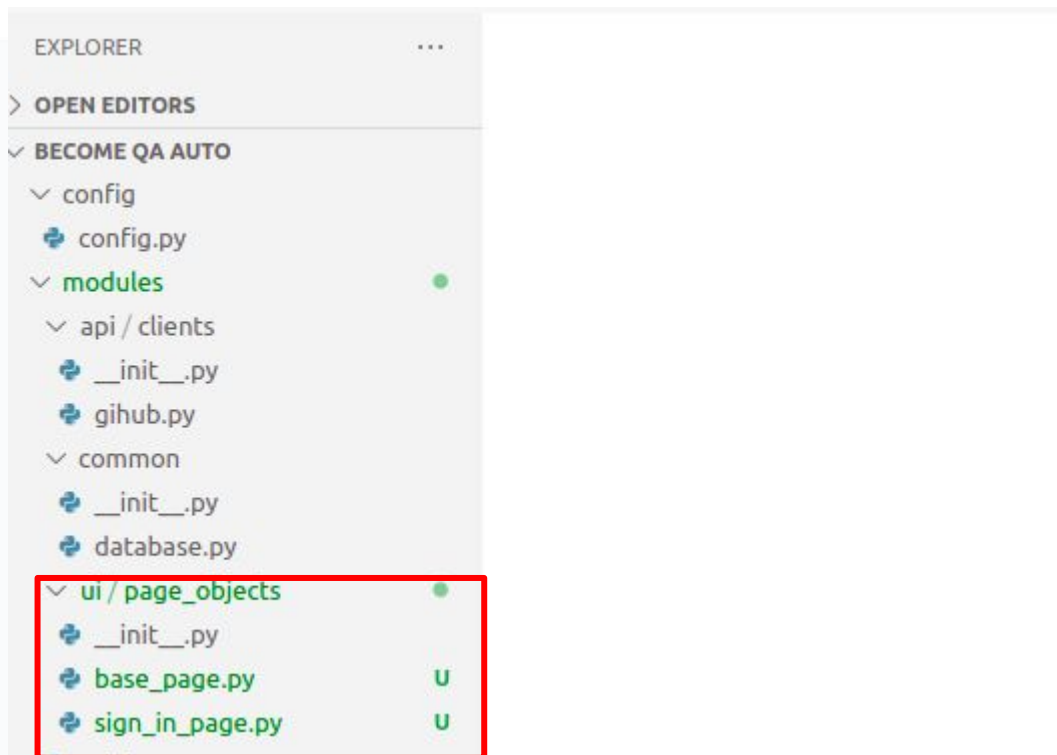 EXPLORER ...
OPEN EDITORS
BECOME QA AUTO
config
config.py
modules
api / clients
__init__.py
gihub.py
common
__init__.py
database.py
ui / page_objects
__init__.py
base_page.py U
sign_in_page.py U